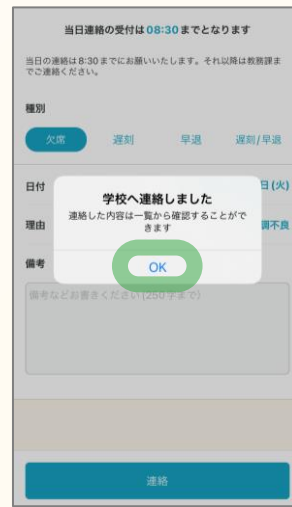 当日連絡の受付は08:30までとなります
当日の連絡は8:30までにお願いいたします。それ以降は教務課ま
でご連絡ください。
種別
欠席 遅刻 早退 遅刻/早退
日付 日(火)
学校へ連絡しました
連絡した内容は一覧から確認することがで
きます
理由 調不良
備考
OK
備考などお書きください(250字まで)
連絡